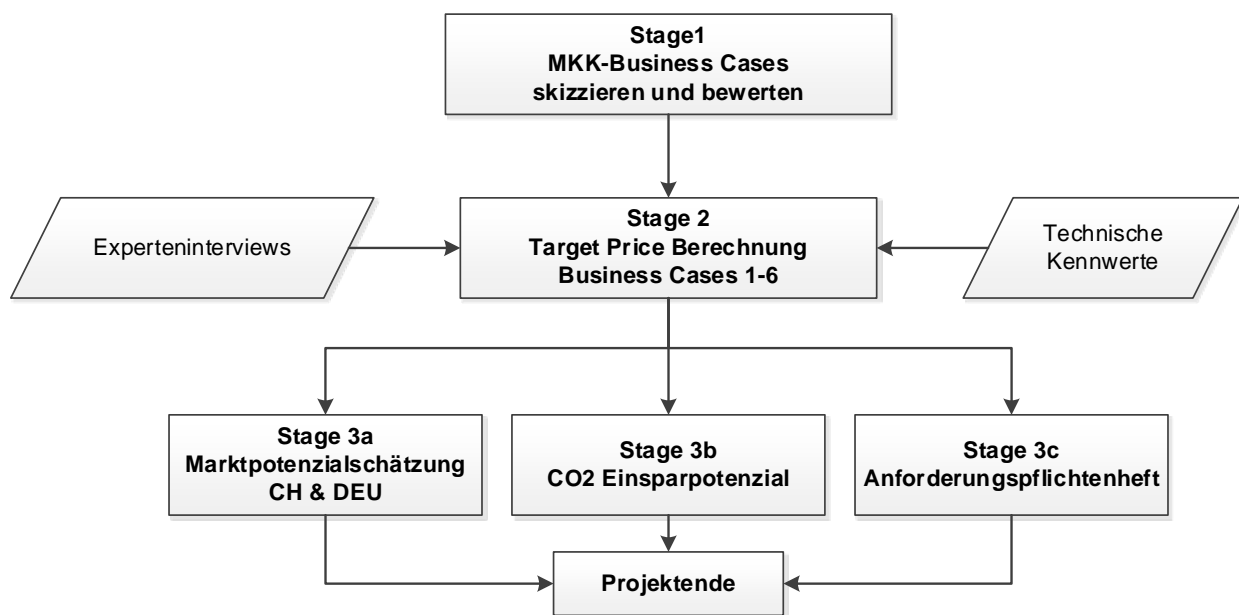 Stage1
MKK-Business Cases
skizzieren und bewerten
Experteninterviews
Stage 2
Target Price Berechnung
Business Cases 1-6
Technische
Kennwerte
Stage 3a
Marktpotenzialschätzung
CH & DEU
Stage 3b
CO2 Einsparpotenzial
Stage 3c
Anforderungspflichtenheft
Projektende